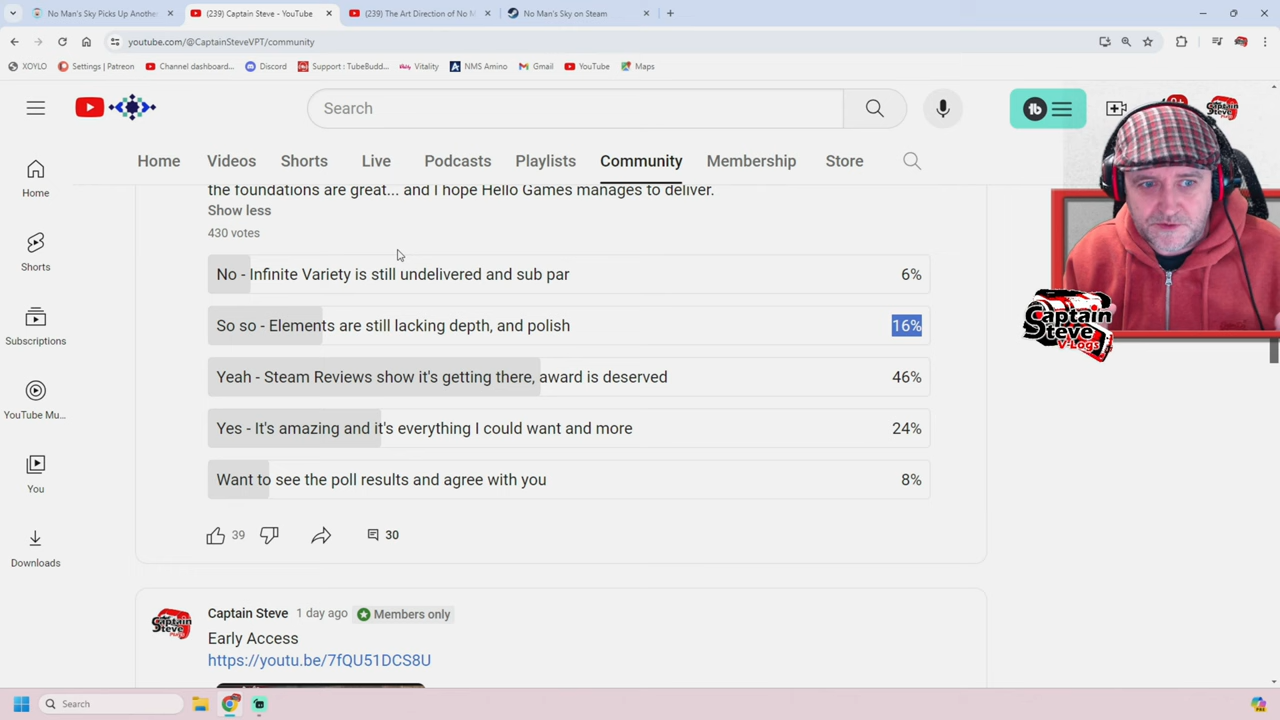 No Man's Sky Picks Up Anothe
(239) Captain Steve - YouTube
(239) The Art Direction of No M
No Man's Sky on Steam
youtube.com/@CaptainSteveVPT/community
XOYLO
Settings | Patreon
Channel dashboard...
Discord
Support : TubeBudd...
Vitality
NMS Amino
Gmail
YouTube
Maps
Search
Home
Videos
Shorts
Live
Podcasts
Playlists
Community
Membership
Store
Home
Shorts
Subscriptions
YouTube Mu...
You
Downloads
the foundations are great... and I hope Hello Games manages to deliver.
Show less
430 votes
No - Infinite Variety is still undelivered and sub par 6%
So so - Elements are still lacking depth, and polish 16%
Yeah - Steam Reviews show it's getting there, award is deserved 46%
Yes - It's amazing and it's everything I could want and more 24%
Want to see the poll results and agree with you 8%
39
30
Captain Steve 1 day ago Members only
Early Access
https://youtu.be/7fQU51DCS8U
Captain
Steve
V-Logs
Search